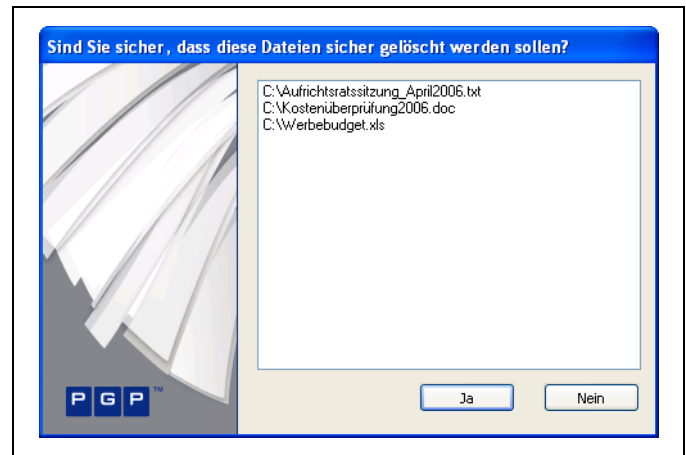 Sind Sie sicher, dass diese Dateien sicher gelöscht werden sollen?
C:\Aufrichtsratssitzung_April2006.txt
C:\Kostenüberprüfung2006.doc
C:\Werbebudget.xls
PGP™
Ja
Nein